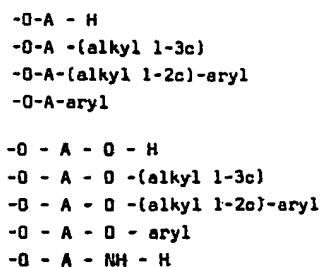 -O-A - H
-O-A -(alkyl 1-3c)
-O-A-(alkyl 1-2c)-aryl
-O-A-aryl
-O - A - O - H
-O - A - O -(alkyl 1-3c)
-O - A - O -(alkyl 1-2c)-aryl
-O - A - O - aryl
-O - A - NH - H